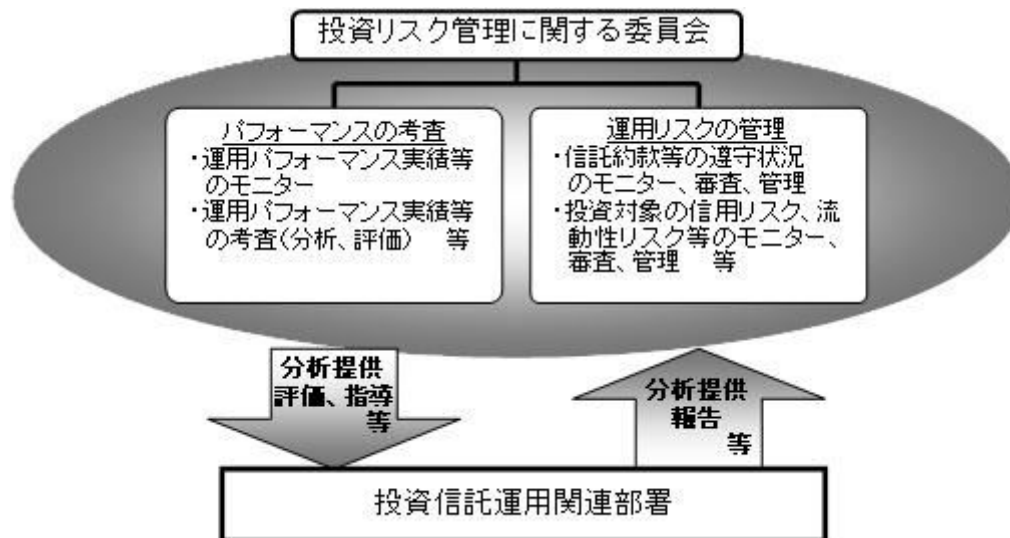 投資リスク管理に関する委員会
パフォーマンスの考査
・運用パフォーマンス実績等
のモニター
・運用パフォーマンス実績等
の考査(分析、評価) 等
運用リスクの管理
・信託約款等の遵守状況
のモニター、審査、管理
・投資対象の信用リスク、流
動性リスク等のモニター、
審査、管理 等
分析提供
評価、指導
等
分析提供
報告
等
投資信託運用関連部署